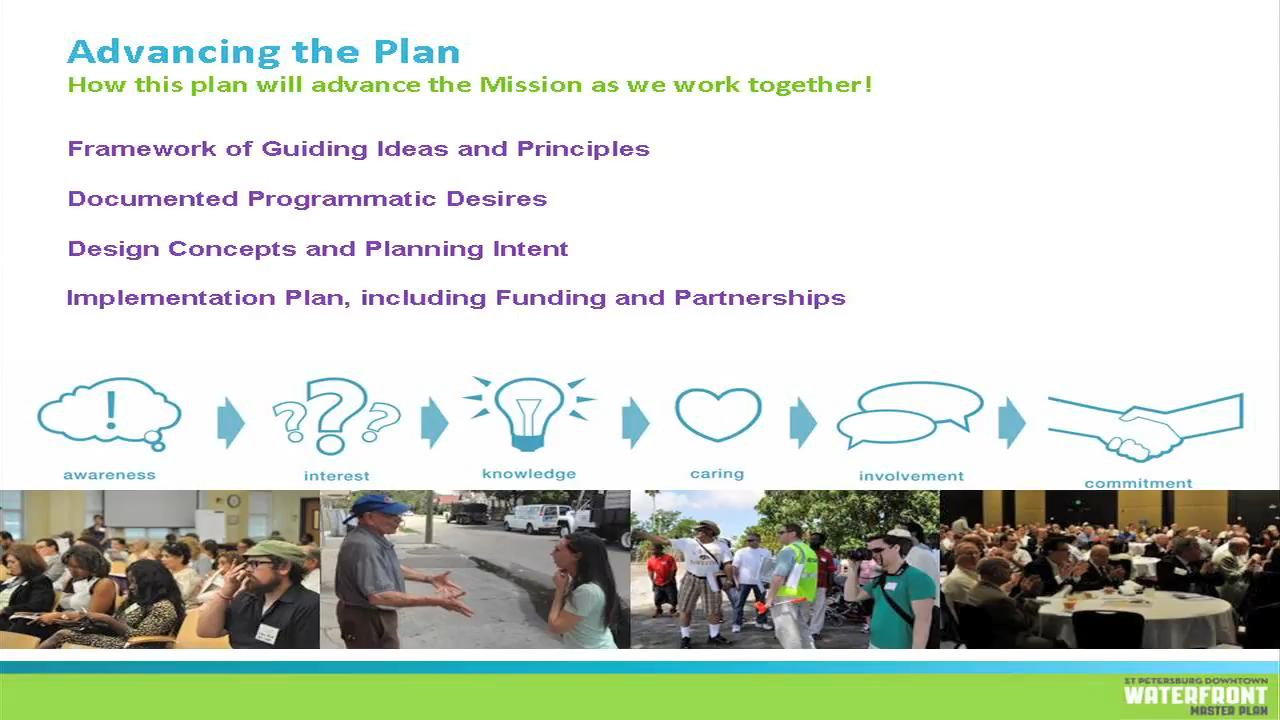 Advancing the Plan
How this plan will advance the Mission as we work together!
Framework of Guiding Ideas and Principles
Documented Programmatic Desires
Design Concepts and Planning Intent
Implementation Plan, including Funding and Partnerships
!
? ? ?
awareness
interest
knowledge
caring
involvement
commitment
ST PETERSBURG DOWNTOWN
WATERFRONT
MASTER PLAN